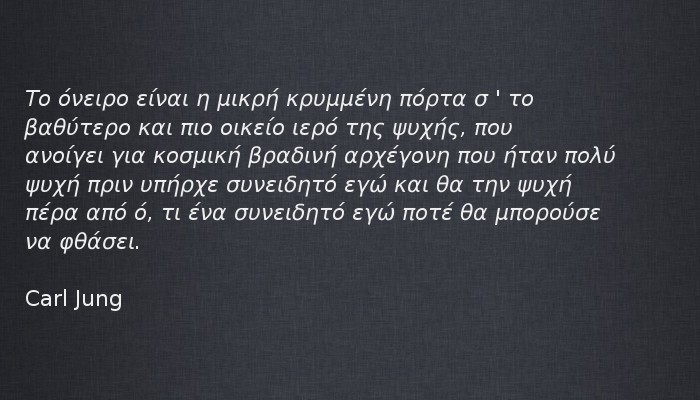 Το όνειρο είναι η μικρή κρυμμένη πόρτα σ ' το
βαθύτερο και πιο οικείο ιερό της ψυχής, που
ανοίγει για κοσμική βραδινή αρχέγονη που ήταν πολύ
ψυχή πριν υπήρχε συνειδητό εγώ και θα την ψυχή
πέρα από ό, τι ένα συνειδητό εγώ ποτέ θα μπορούσε
να φθάσει.
Carl Jung